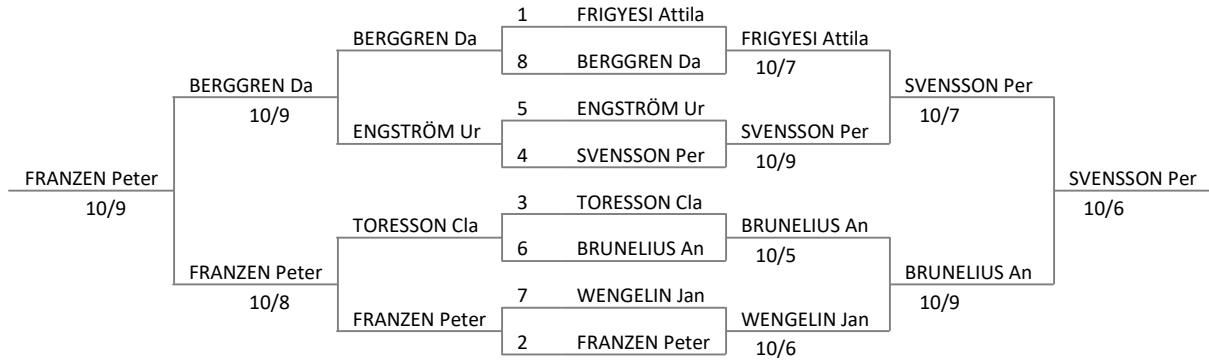 1 FRIGYESI Attila
BERGGREN Da FRIGYESI Attila
8 BERGGREN Da 10/7
BERGGREN Da SVENSSON Per
10/9 5 ENGSTRÖM Ur 10/7
ENGSTRÖM Ur SVENSSON Per
4 SVENSSON Per 10/9
FRANZEN Peter SVENSSON Per
10/9 3 TORESSON Cla 10/6
TORESSON Cla BRUNELIUS An
6 BRUNELIUS An 10/5
FRANZEN Peter BRUNELIUS An
10/8 7 WENGELIN Jan 10/9
FRANZEN Peter WENGELIN Jan
2 FRANZEN Peter 10/6